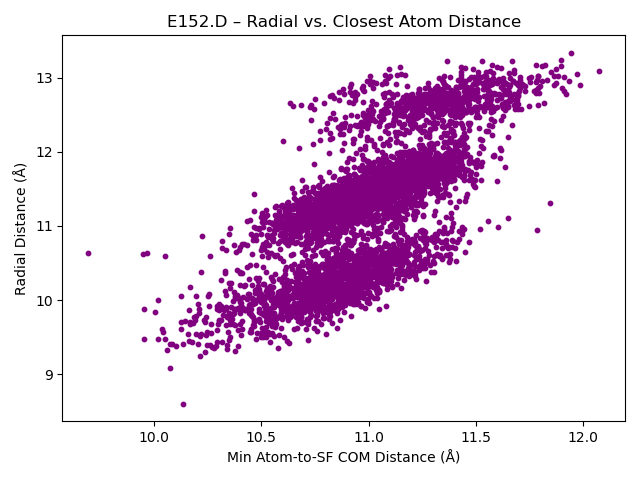 E152.D – Radial vs. Closest Atom Distance
Radial Distance (Å)
13
12
11
10
9
10.0 10.5 11.0 11.5 12.0
Min Atom-to-SF COM Distance (Å)